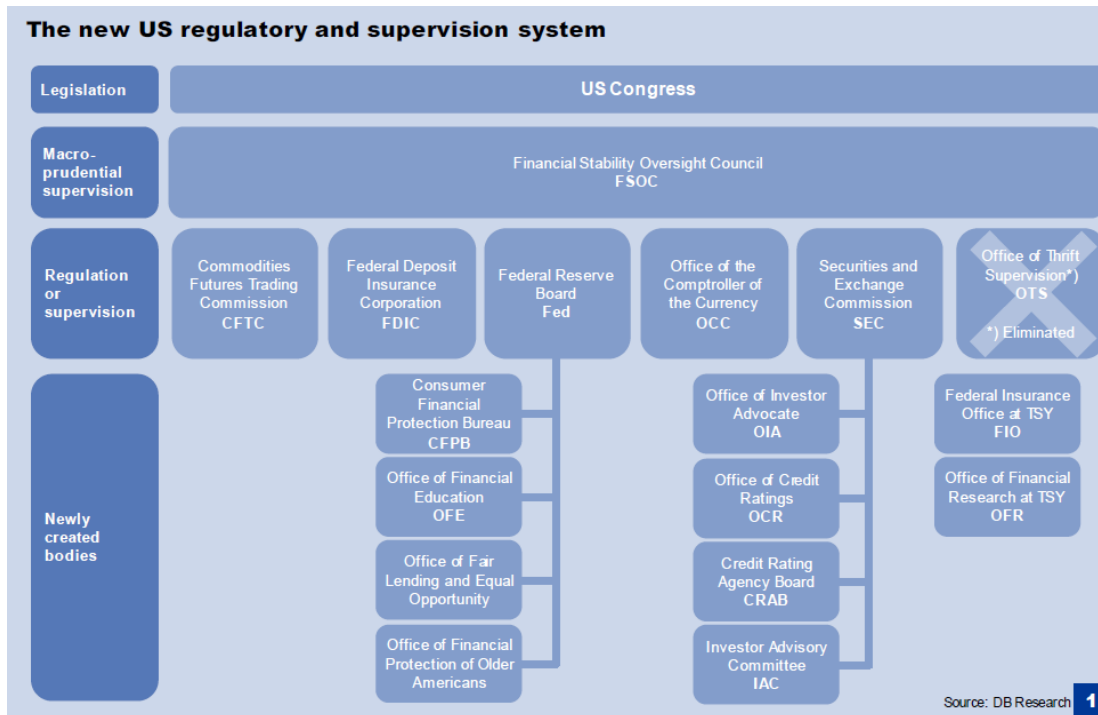 The new US regulatory and supervision system
Legislation
US Congress
Macro-
prudential
supervision
Financial Stability Oversight Council
FSOC
Regulation
or
supervision
Commodities
Futures Trading
Commission
CFTC
Federal Deposit
Insurance
Corporation
FDIC
Federal Reserve
Board
Fed
Office of the
Comptroller of
the Currency
OCC
Securities and
Exchange
Commission
SEC
Office of Thrift
Supervision*)
OTS
*) Eliminated
Newly
created
bodies
Consumer
Financial
Protection Bureau
CFPB
Office of Financial
Education
OFE
Office of Fair
Lending and Equal
Opportunity
Office of Financial
Protection of Older
Americans
Office of Investor
Advocate
OIA
Office of Credit
Ratings
OCR
Credit Rating
Agency Board
CRAB
Investor Advisory
Committee
IAC
Federal Insurance
Office at TSY
FIO
Office of Financial
Research at TSY
OFR
Source: DB Research 1